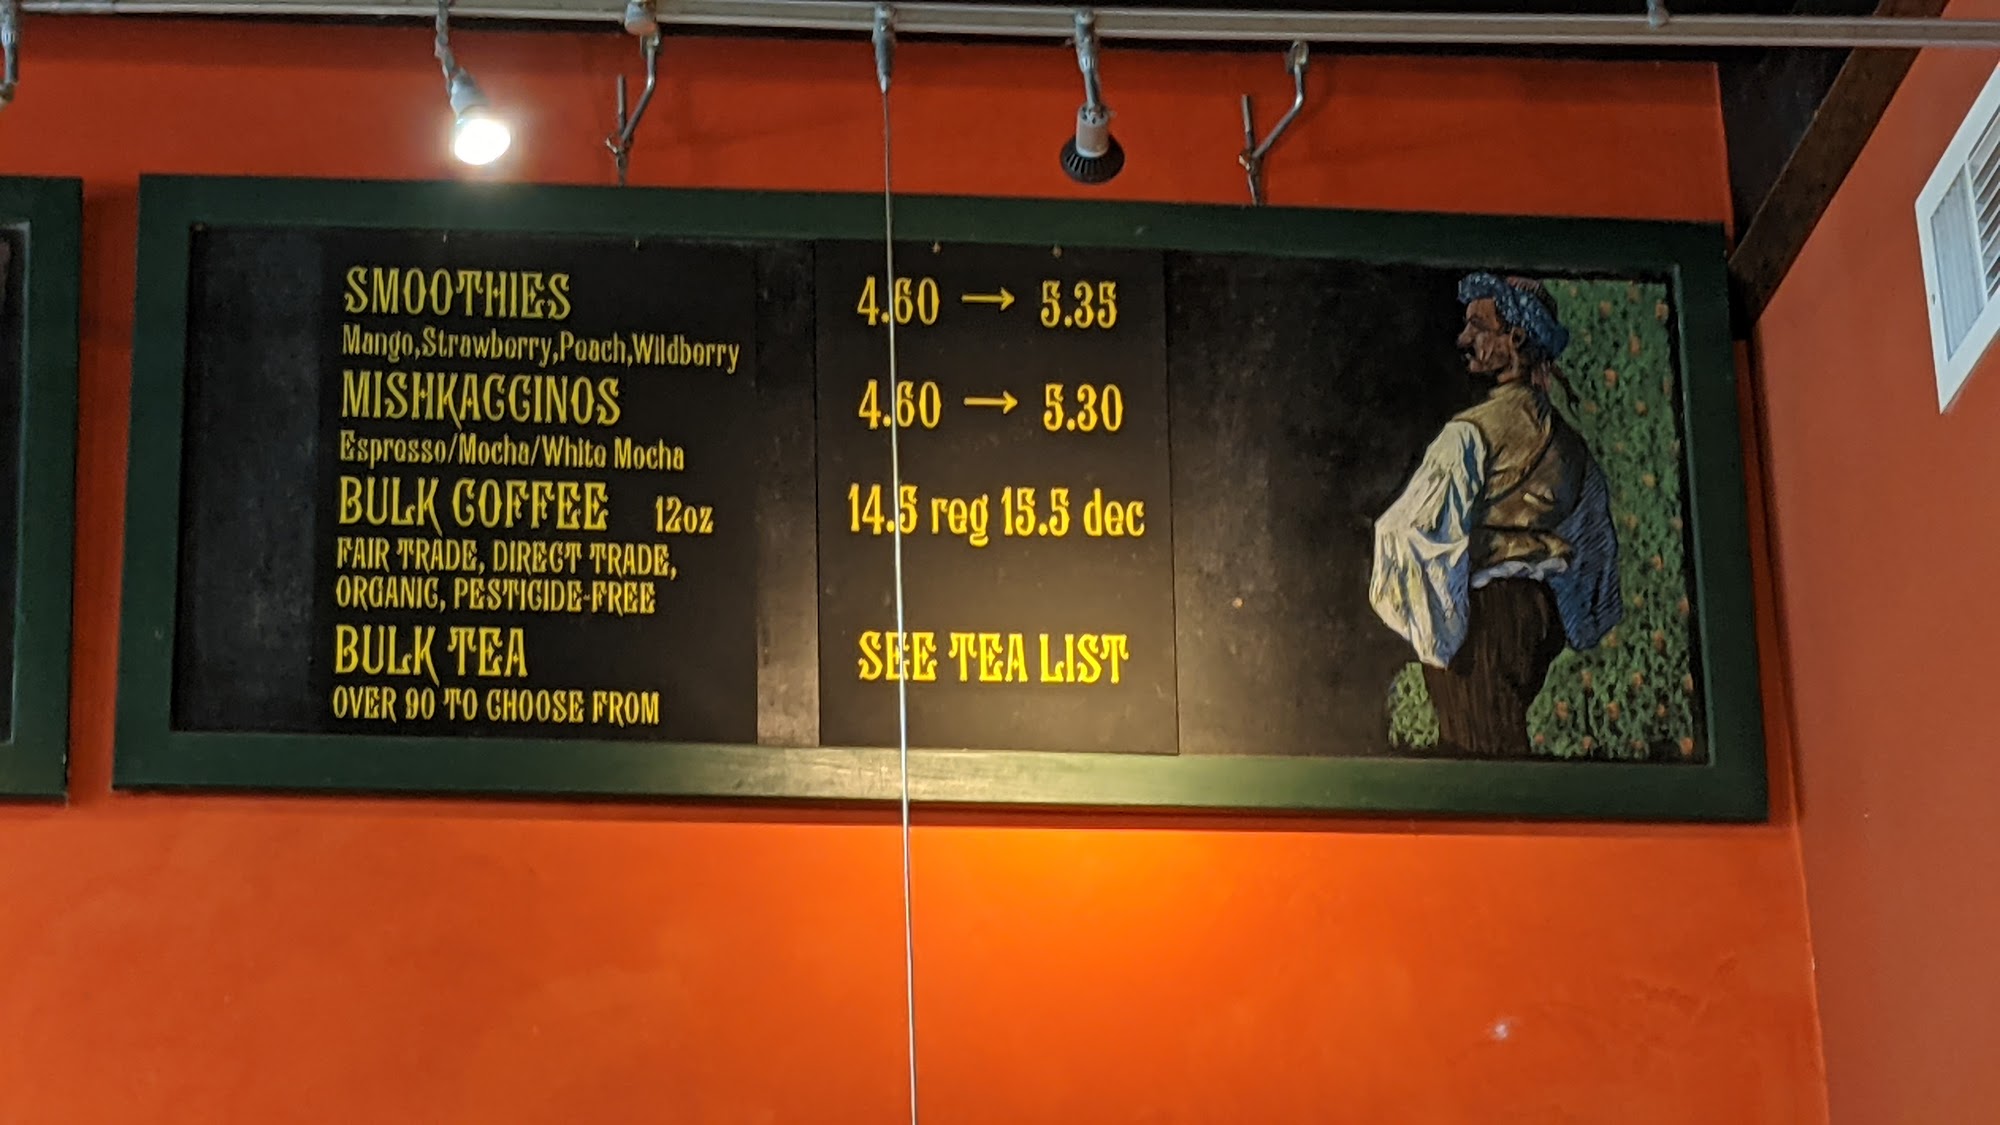 SMOOTHIES 4.60 → 5.35
Mango,Strawberry,Peach,Wildberry
MISHKACCINOS 4.60 → 5.30
Espresso/Mocha/White Mocha
BULK COFFEE 12oz 14.5 reg 15.5 dec
FAIR TRADE, DIRECT TRADE,
ORGANIC, PESTICIDE-FREE
BULK TEA SEE TEA LIST
OVER 90 TO CHOOSE FROM